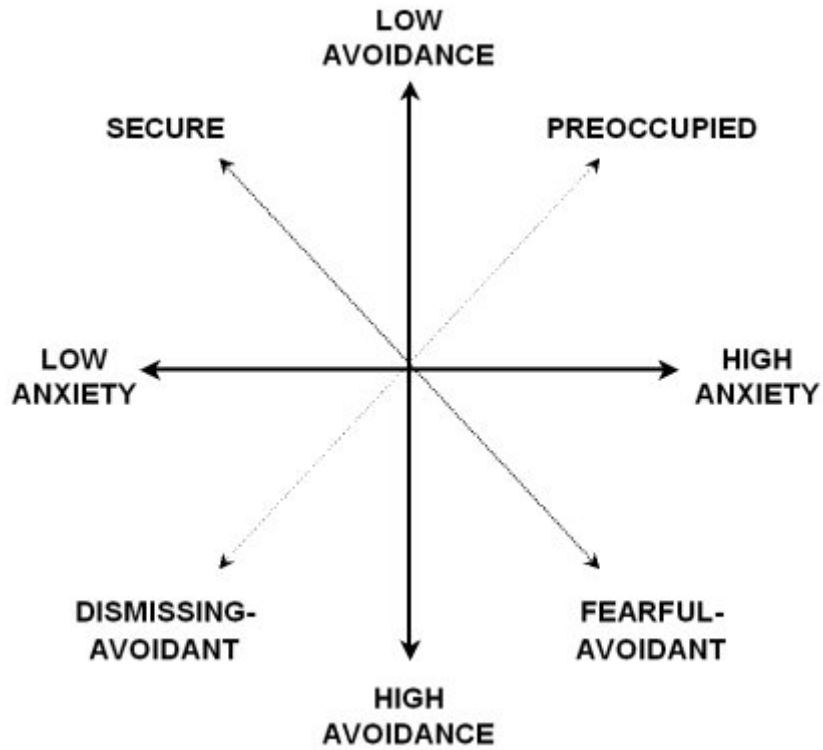 LOW
AVOIDANCE
SECURE
PREOCCUPIED
LOW
ANXIETY
HIGH
ANXIETY
DISMISSING-
AVOIDANT
FEARFUL-
AVOIDANT
HIGH
AVOIDANCE